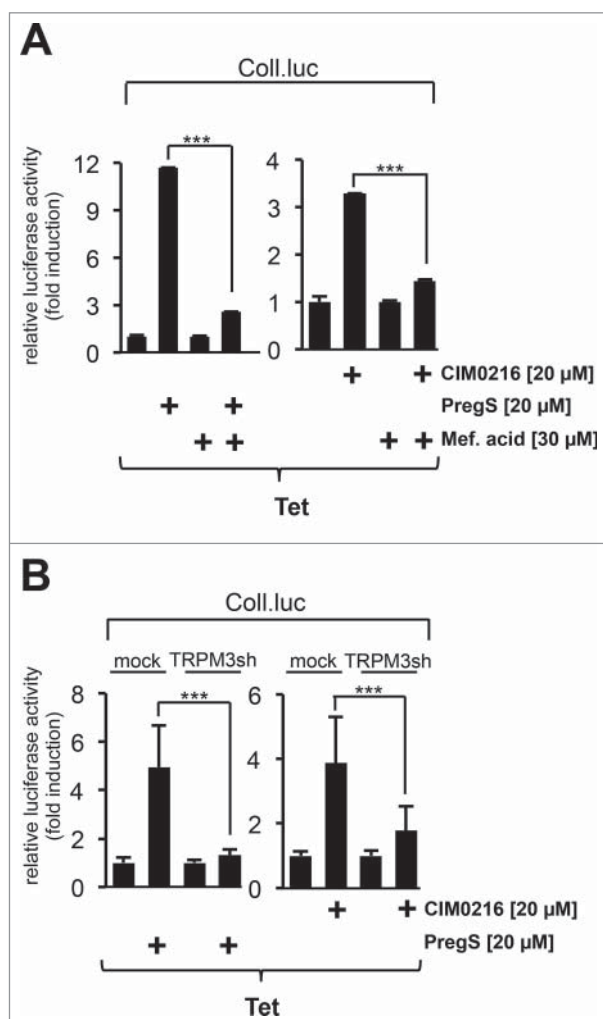 A
Coll.luc
relative luciferase activity
(fold induction)
*** ***
12 4
9 3
6 2
3 1
0 0
+ + CIM0216 [20 µM]
+ + PregS [20 µM]
+ + + + Mef. acid [30 µM]
Tet
B
Coll.luc
mock TRPM3sh mock TRPM3sh
relative luciferase activity
(fold induction)
*** ***
8 6
6 4
4 2
2 0
0
+ + CIM0216 [20 µM]
+ + PregS [20 µM]
Tet